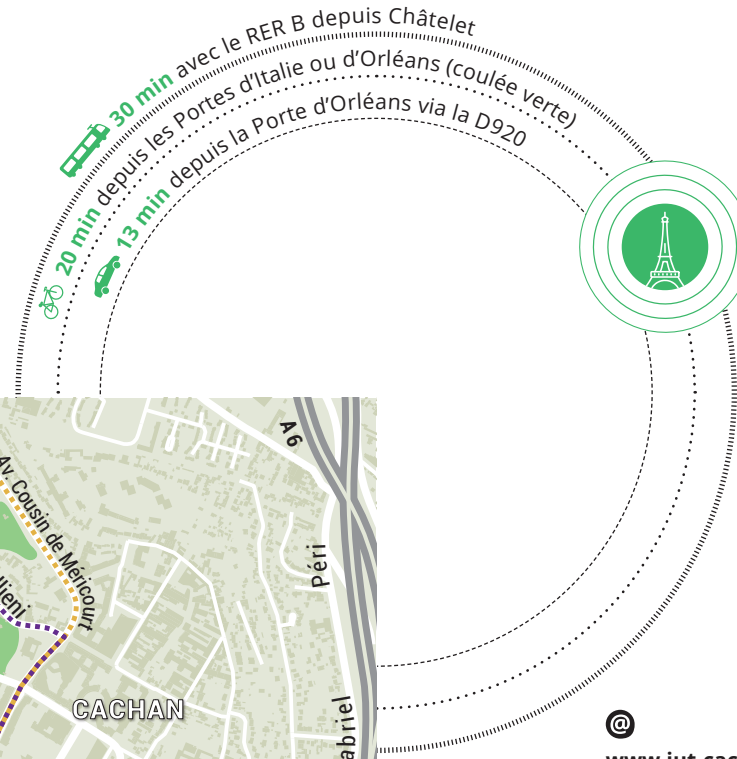 30 min avec le RER B depuis Châtelet
20 min depuis les Portes d'Italie ou d'Orléans (coulée verte)
13 min depuis la Porte d'Orléans via la D920
A6
Av. Cousin de Méricourt
Péri
CACHAN
@